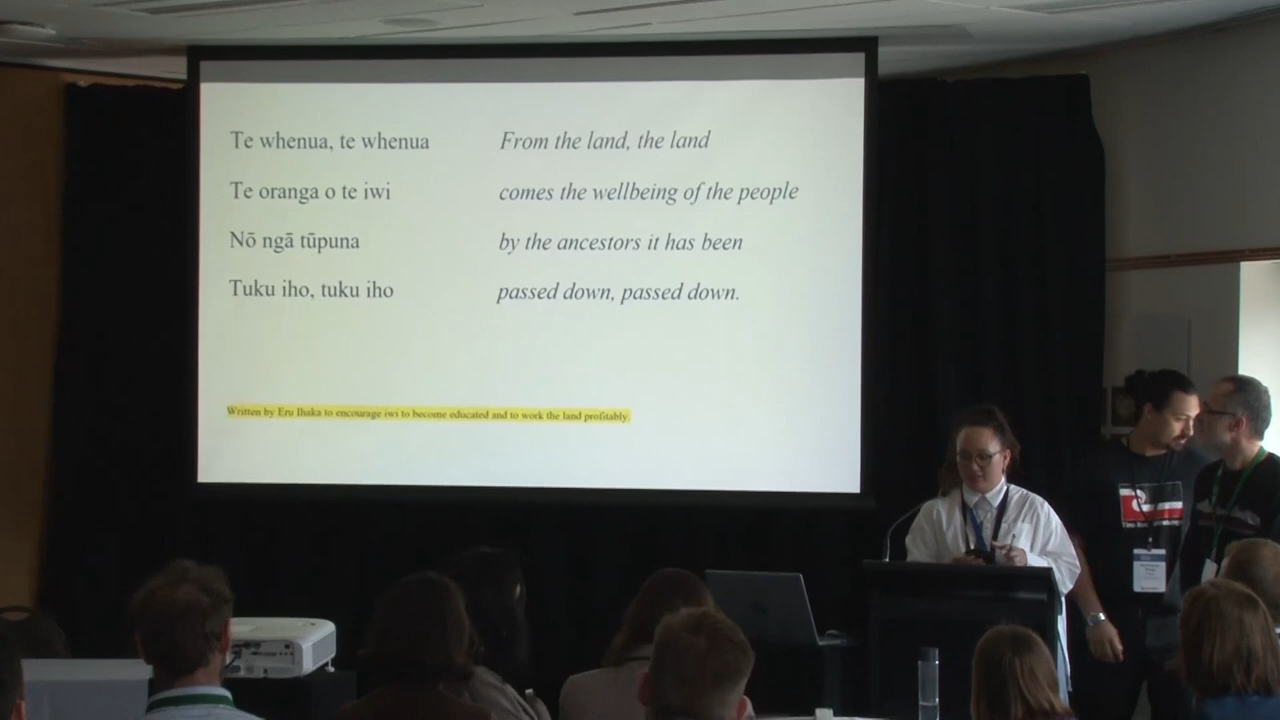 Te whenua, te whenua
Te oranga o te iwi
Nō ngā tūpuna
Tuku iho, tuku iho
From the land, the land
comes the wellbeing of the people
by the ancestors it has been
passed down, passed down.
Written by Eru Ihaka to encourage iwi to become educated and to work the land profitably.